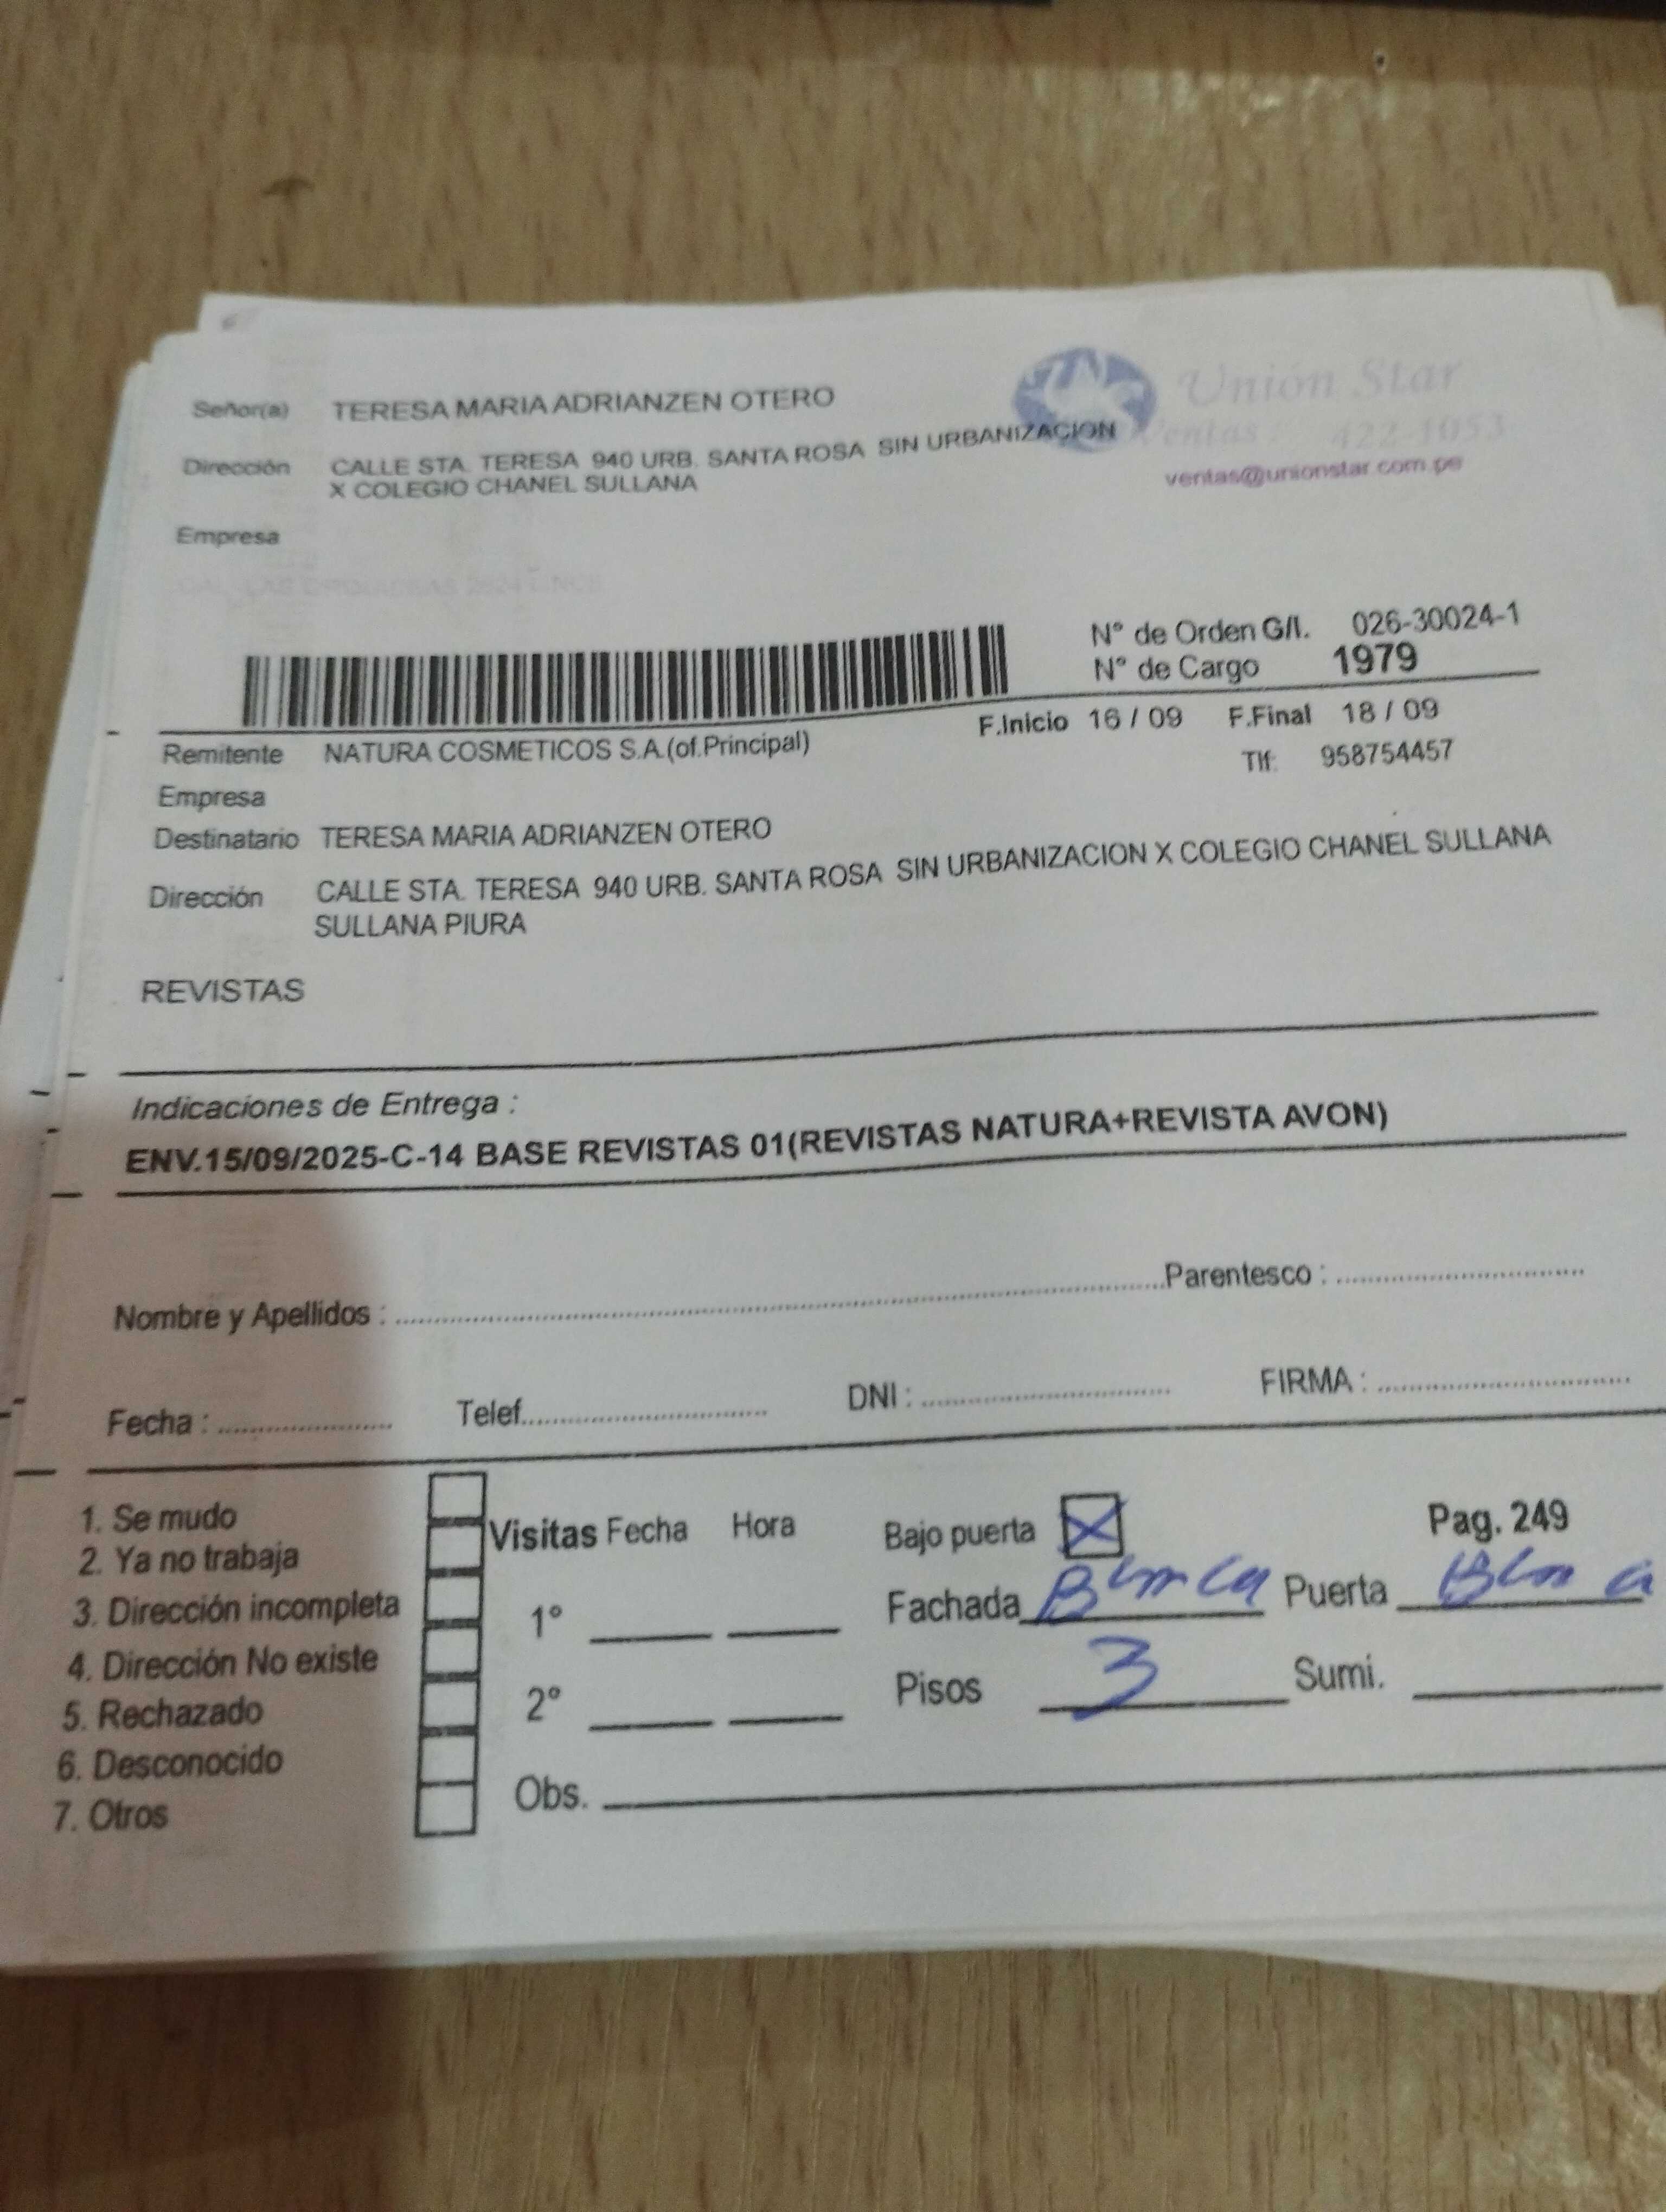 Señor(a) TERESA MARIA ADRIANZEN OTERO
Unión Star
Dirección CALLE STA. TERESA 940 URB. SANTA ROSA SIN URBANIZACION
Ventas: 422-1053
X COLEGIO CHANEL SULLANA
ventas@unionstar.com.pe
Empresa
N° de Orden G/I. 026-30024-1
N° de Cargo 1979
F.Inicio 16 / 09 F.Final 18 / 09
Remitente NATURA COSMETICOS S.A.(of.Principal)
Tlf: 958754457
Empresa
Destinatario TERESA MARIA ADRIANZEN OTERO
Dirección CALLE STA. TERESA 940 URB. SANTA ROSA SIN URBANIZACION X COLEGIO CHANEL SULLANA
SULLANA PIURA
REVISTAS
Indicaciones de Entrega :
ENV.15/09/2025-C-14 BASE REVISTAS 01(REVISTAS NATURA+REVISTA AVON)
Nombre y Apellidos : Parentesco :
Fecha : Telef. DNI : FIRMA :
1. Se mudo
2. Ya no trabaja
3. Dirección incompleta
4. Dirección No existe
5. Rechazado
6. Desconocido
7. Otros
Visitas Fecha Hora
1°
2°
Obs.
Bajo puerta X Pag. 249
Fachada Blanca Puerta
Pisos 3 Sumi.